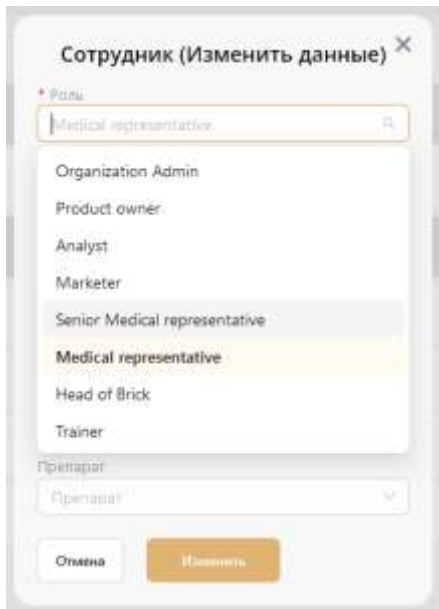 Сотрудник (Изменить данные)
* Роль
Medical representative
Organization Admin
Product owner
Analyst
Marketer
Senior Medical representative
Medical representative
Head of Brick
Trainer
Препарат
Препарат
Отмена
Изменить